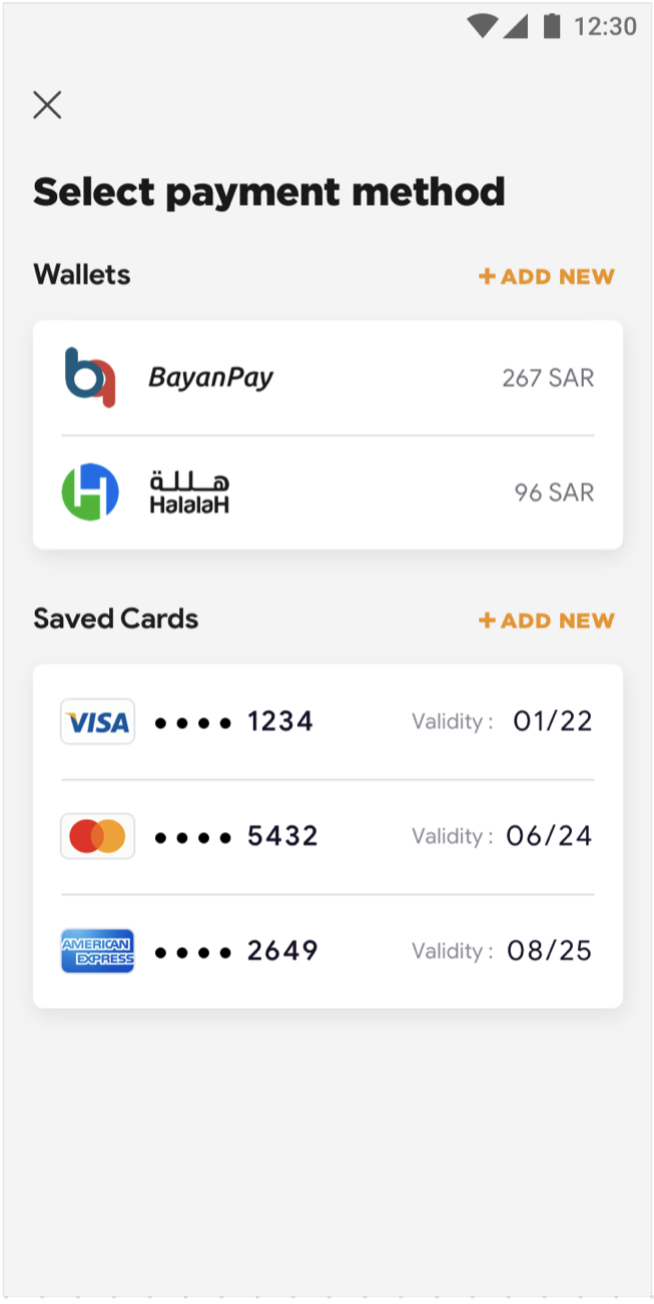 12:30
Select payment method
Wallets
+ ADD NEW
BayanPay
267 SAR
هللة
HalalaH
96 SAR
Saved Cards
+ ADD NEW
VISA •••• 1234 Validity : 01/22
•••• 5432 Validity : 06/24
AMERICAN
EXPRESS
•••• 2649 Validity : 08/25